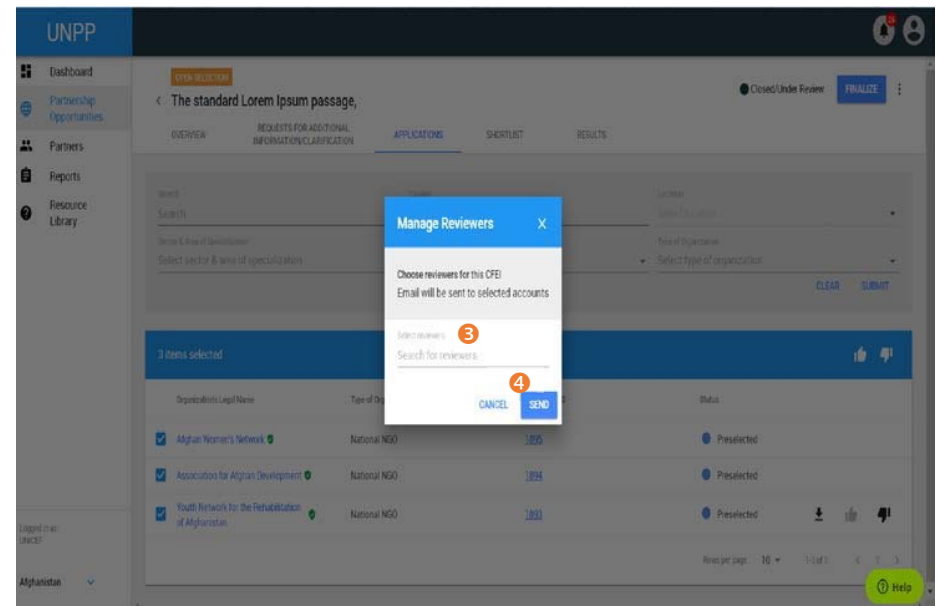 UNPP
26
Dashboard
Partnership
Opportunities
Partners
Reports
Resource
Library
Logged in as:
UNICEF
Afghanistan
OPEN SELECTION
The standard Lorem Ipsum passage,
Closed/Under Review
FINALIZE
OVERVIEW
REQUESTS FOR ADDITIONAL
INFORMATION/CLARIFICATION
APPLICATIONS
SHORTLIST
RESULTS
Search
Location
Search
Sector & Area of Specialization
Type of Organization
Select sector & area of specialization
Select type of organization
CLEAR
SUBMIT
Manage Reviewers
X
Choose reviewers for this CFEI
Email will be sent to selected accounts
Select reviewers
3
Search for reviewers
4
CANCEL
SEND
3 items selected
Organization's Legal Name
Type of Org
Status
Afghan Women's Network
National NGO
1895
Preselected
Association for Afghan Development
National NGO
1894
Preselected
Youth Network for the Rehabilitation
of Afghanistan
National NGO
1893
Preselected
Rows per page:
10
1-3 of 3
1
Help